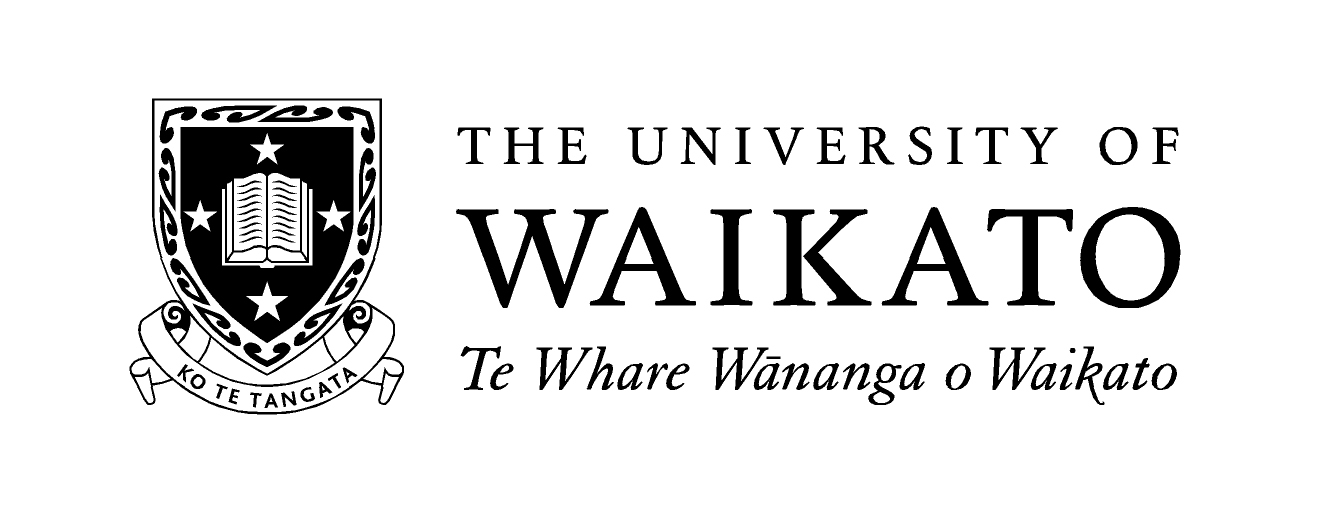 THE UNIVERSITY OF
WAIKATO
Te Whare Wānanga o Waikato
KO TE TANGATA